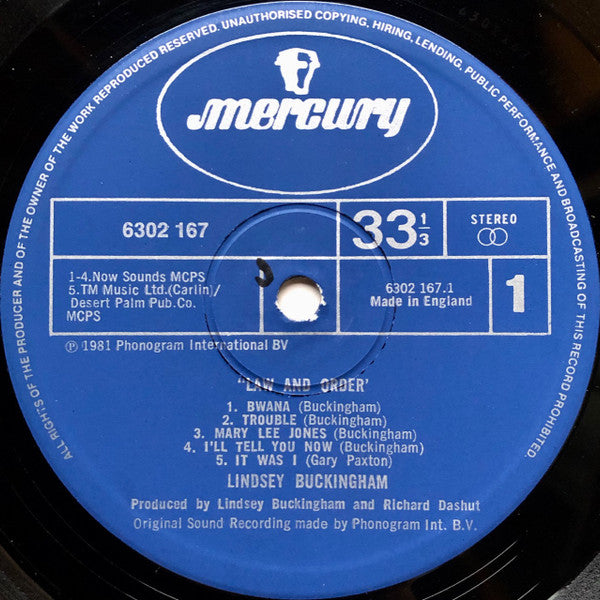 ALL RIGHTS OF THE PRODUCER AND OF THE OWNER OF THE WORK REPRODUCED RESERVED. UNAUTHORISED COPYING, HIRING, LENDING, PUBLIC PERFORMANCE AND BROADCASTING OF THIS RECORD PROHIBITED.
mercury
6302 167
33 1/3
STEREO
1-4.Now Sounds MCPS
5.TM Music Ltd.(Carlin)/
Desert Palm Pub.Co.
MCPS
6302 167.1
Made in England
1
℗ 1981 Phonogram International BV
"LAW AND ORDER'
1. BWANA (Buckingham)
2. TROUBLE (Buckingham)
3. MARY LEE JONES (Buckingham)
4. I'LL TELL YOU NOW (Buckingham)
5. IT WAS I (Gary Paxton)
LINDSEY BUCKINGHAM
Produced by Lindsey Buckingham and Richard Dashut
Original Sound Recording made by Phonogram Int. B.V.